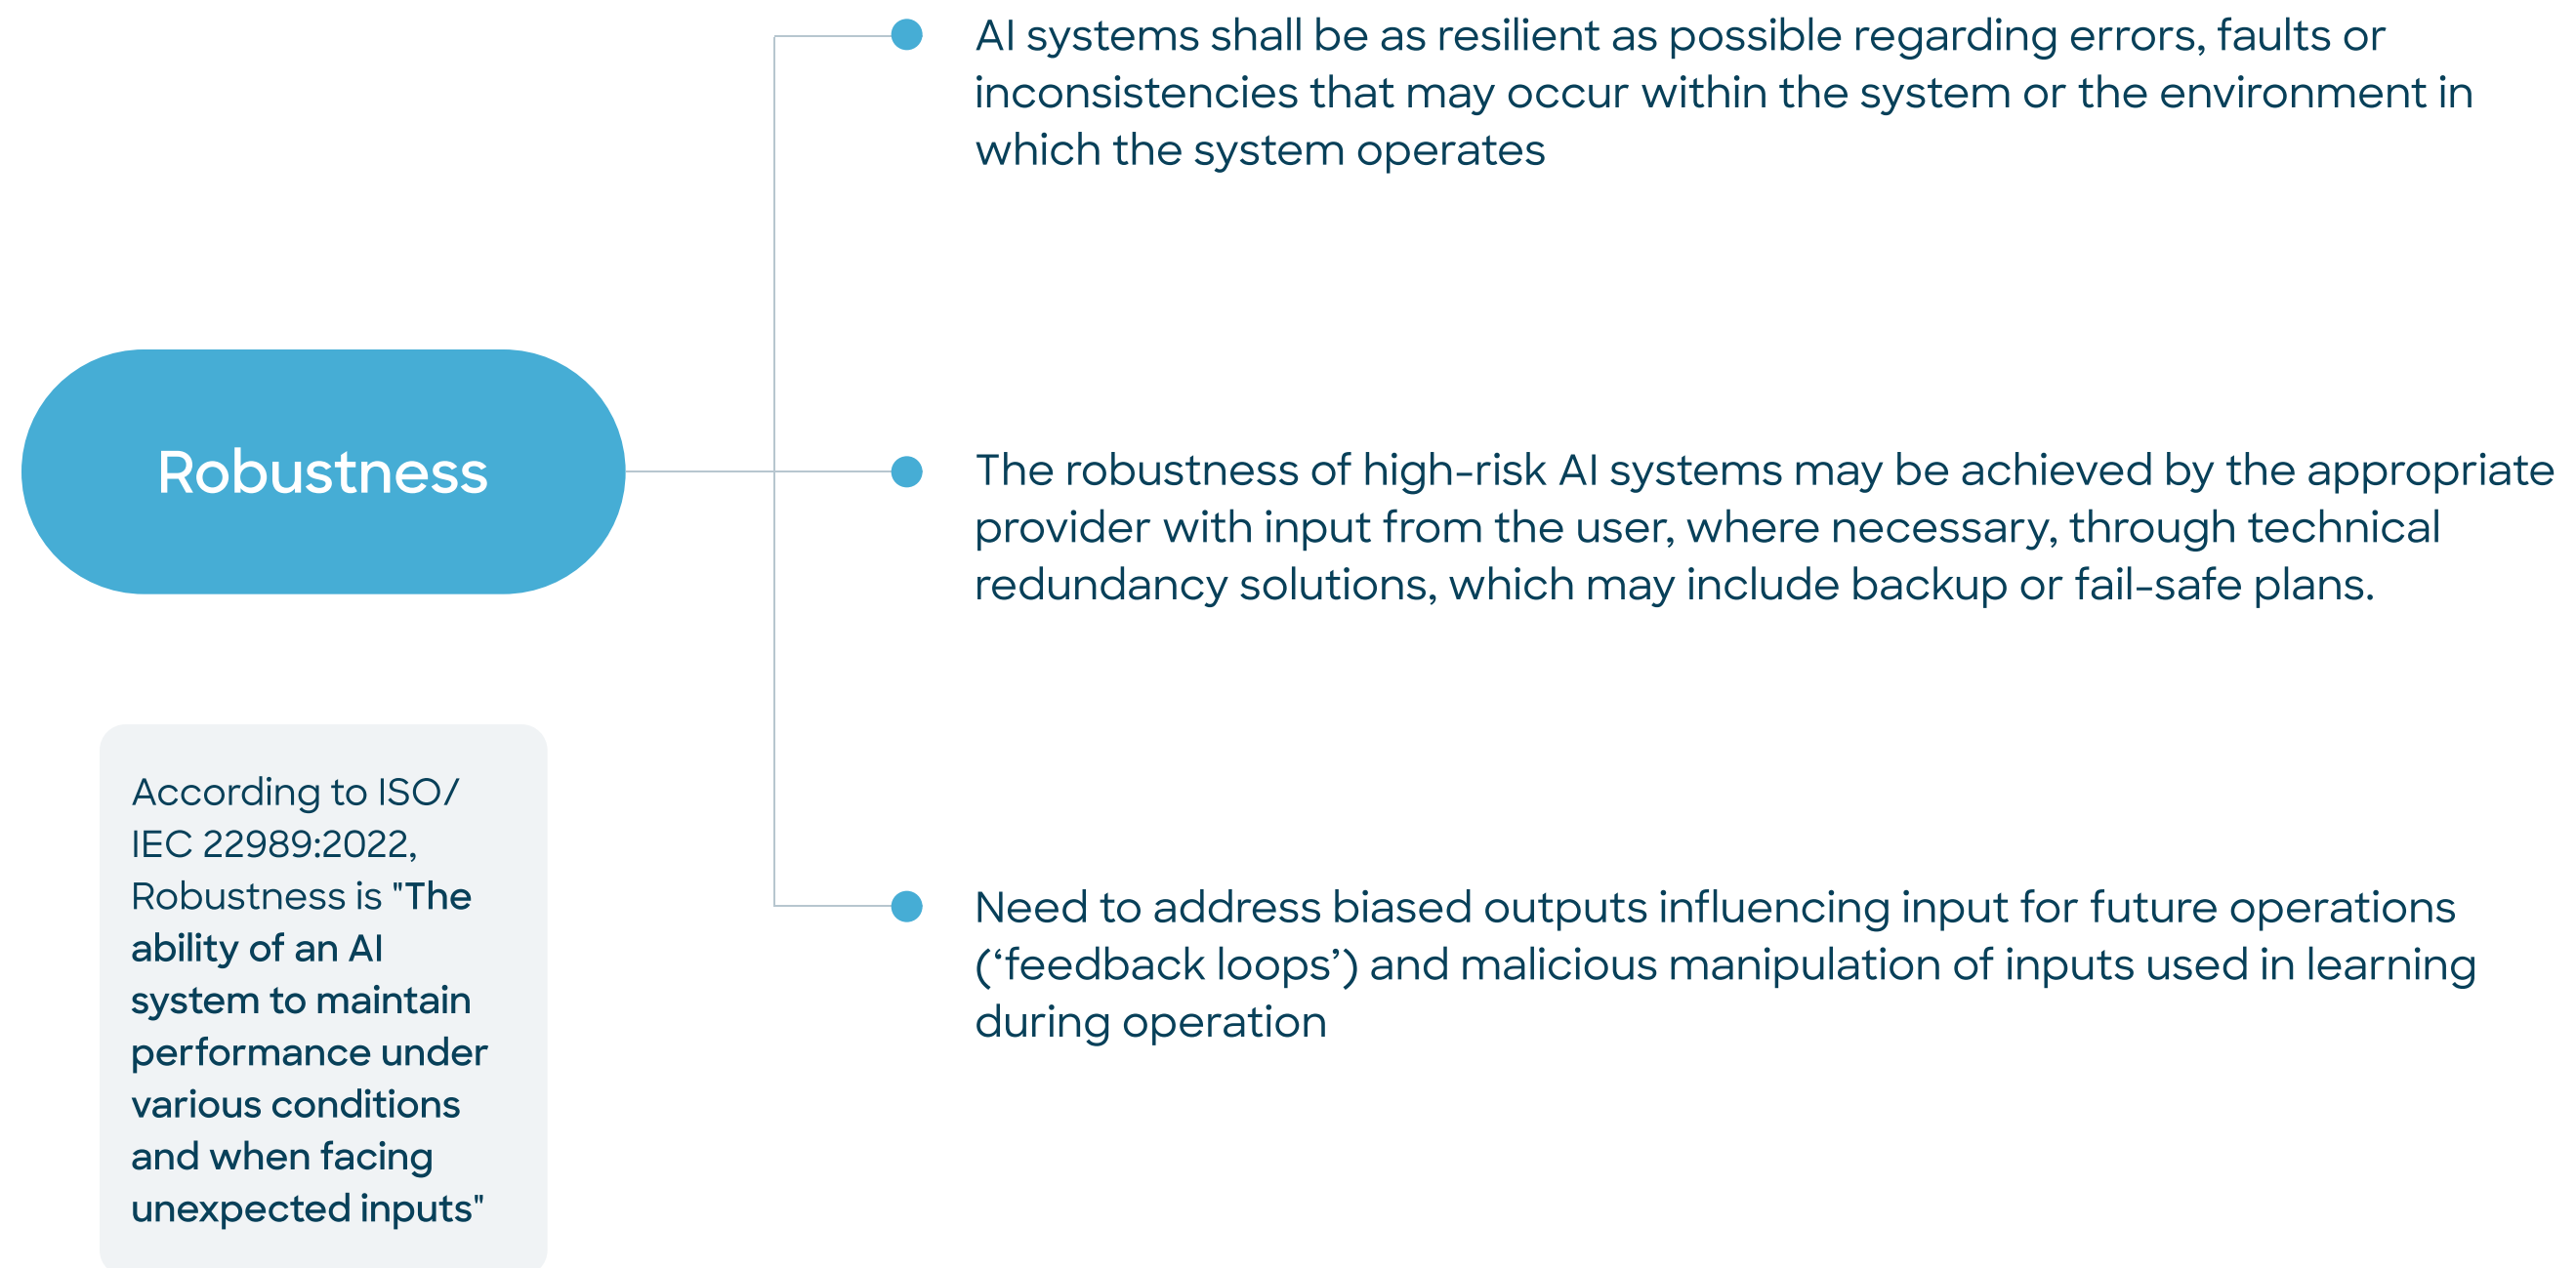 Robustness
According to ISO/
IEC 22989:2022,
Robustness is "The
ability of an AI
system to maintain
performance under
various conditions
and when facing
unexpected inputs"
AI systems shall be as resilient as possible regarding errors, faults or
inconsistencies that may occur within the system or the environment in
which the system operates
The robustness of high-risk AI systems may be achieved by the appropriate
provider with input from the user, where necessary, through technical
redundancy solutions, which may include backup or fail-safe plans.
Need to address biased outputs influencing input for future operations
(‘feedback loops’) and malicious manipulation of inputs used in learning
during operation